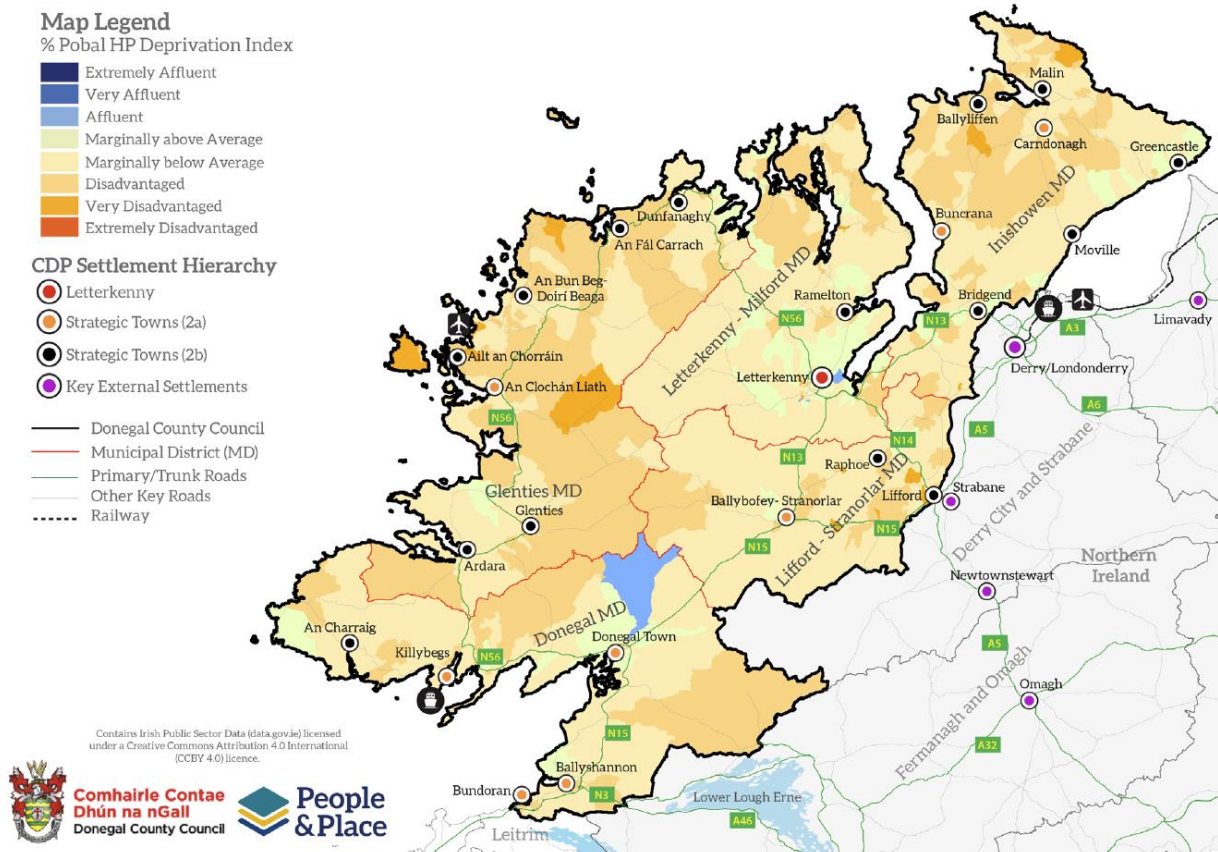 Map Legend
% Pobal HP Deprivation Index
Extremely Affluent
Very Affluent
Affluent
Marginally above Average
Marginally below Average
Disadvantaged
Very Disadvantaged
Extremely Disadvantaged
CDP Settlement Hierarchy
Letterkenny
Strategic Towns (2a)
Strategic Towns (2b)
Key External Settlements
Donegal County Council
Municipal District (MD)
Primary/Trunk Roads
Other Key Roads
Railway
Malin
Ballyliffen
Carndonagh
Greencastle
Inishowen MD
Buncrana
Moville
Dunfanaghy
An Fál Carrach
Letterkenny - Milford MD
An Bun Beg-
Doirí Beaga
Ramelton
Bridgend
N56
N13
Limavady
A3
Derry/Londonderry
Ailt an Chorráin
Letterkenny
An Clochán Liath
N56
A6
A5
N14
N13
Raphoe
Derry City and Strabane
Glenties MD
Glenties
Ballybofey- Stranorlar
Lifford
Strabane
N15
N15
Lifford - Stranorlar MD
Ardara
Northern
Ireland
Newtownstewart
Donegal MD
An Charraig
Donegal Town
Killybegs
N56
A5
Omagh
Fermanagh and Omagh
N15
A32
Ballyshannon
Bundoran
N3
Lower Lough Erne
A46
Leitrim
Contains Irish Public Sector Data (data.gov.ie) licensed
under a Creative Commons Attribution 4.0 International
(CCBY 4.0) licence.
Comhairle Contae
Dhún na nGall
Donegal County Council
People
& Place